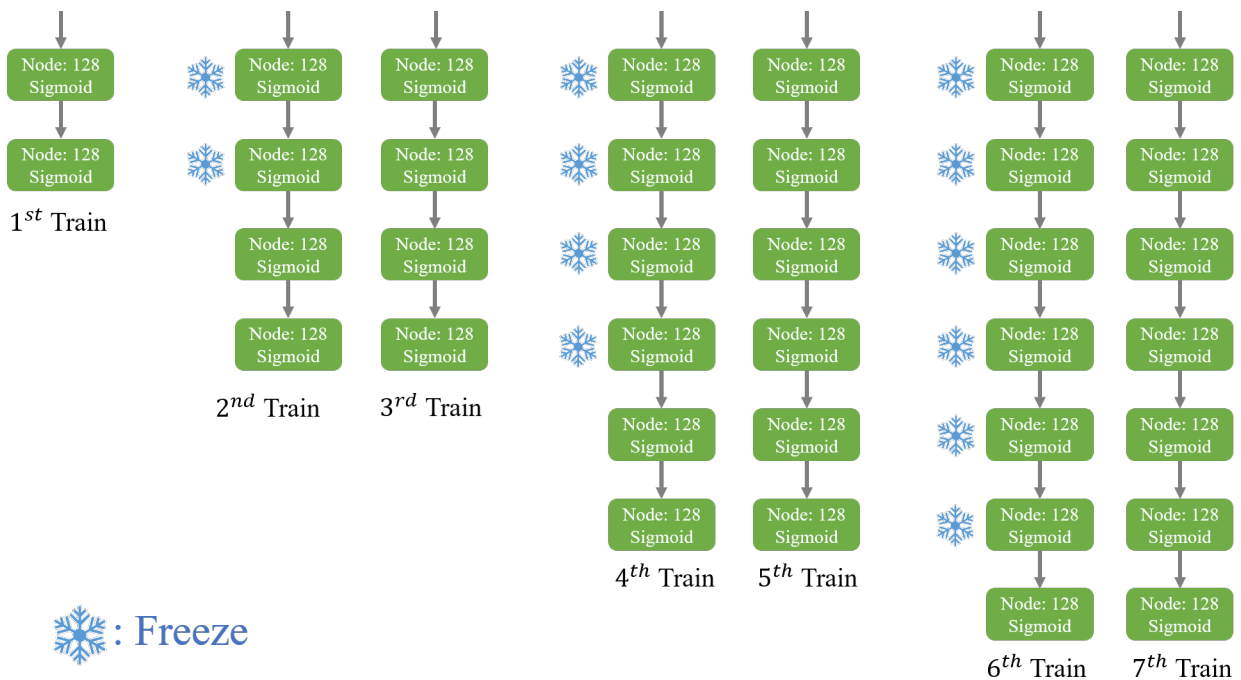 Node: 128
Sigmoid
Node: 128
Sigmoid
1st Train
Node: 128
Sigmoid
Node: 128
Sigmoid
Node: 128
Sigmoid
Node: 128
Sigmoid
2nd Train
Node: 128
Sigmoid
Node: 128
Sigmoid
Node: 128
Sigmoid
Node: 128
Sigmoid
3rd Train
Node: 128
Sigmoid
Node: 128
Sigmoid
Node: 128
Sigmoid
Node: 128
Sigmoid
Node: 128
Sigmoid
Node: 128
Sigmoid
4th Train
Node: 128
Sigmoid
Node: 128
Sigmoid
Node: 128
Sigmoid
Node: 128
Sigmoid
Node: 128
Sigmoid
Node: 128
Sigmoid
5th Train
Node: 128
Sigmoid
Node: 128
Sigmoid
Node: 128
Sigmoid
Node: 128
Sigmoid
Node: 128
Sigmoid
Node: 128
Sigmoid
Node: 128
Sigmoid
6th Train
Node: 128
Sigmoid
Node: 128
Sigmoid
Node: 128
Sigmoid
Node: 128
Sigmoid
Node: 128
Sigmoid
Node: 128
Sigmoid
Node: 128
Sigmoid
7th Train
: Freeze